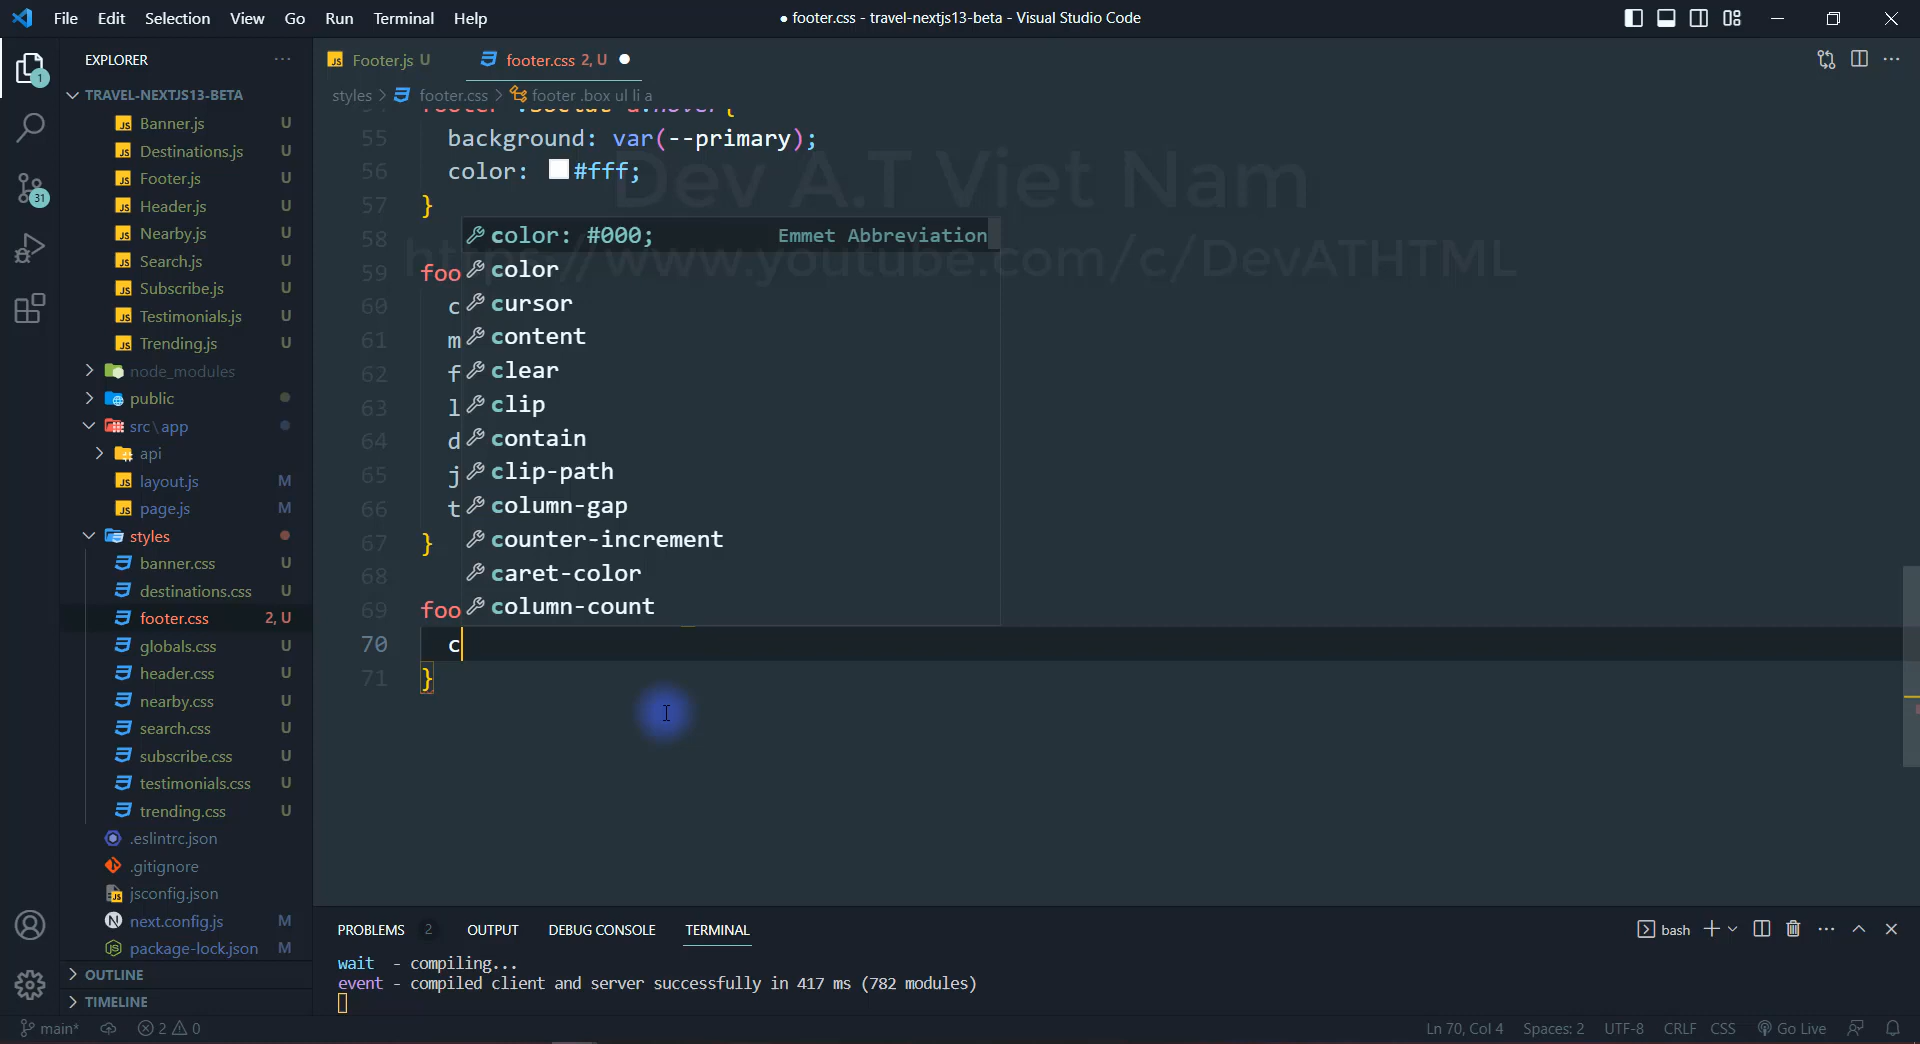 File Edit Selection View Go Run Terminal Help
● footer.css - travel-nextjs13-beta - Visual Studio Code
EXPLORER
TRAVEL-NEXTJS13-BETA
Banner.js U
Destinations.js U
Footer.js U
Header.js U
Nearby.js U
Search.js U
Subscribe.js U
Testimonials.js U
Trending.js U
node_modules
public
src\app
api
layout.js M
page.js M
styles
banner.css U
destinations.css U
footer.css 2, U
globals.css U
header.css U
nearby.css U
search.css U
subscribe.css U
testimonials.css U
trending.css U
.eslintrc.json
.gitignore
jsconfig.json
next.config.js M
package-lock.json M
OUTLINE
TIMELINE
1
31
Footer.js U
footer.css 2, U
styles > footer.css > footer .box ul li a
55 background: var(--primary);
56 color: #fff;
57 }
58
59 foo
60 c
61 m
62 f
63 l
64 d
65 j
66 t
67 }
68
69 foo
70 c
71 }
color: #000; Emmet Abbreviation
color
cursor
content
clear
clip
contain
clip-path
column-gap
counter-increment
caret-color
column-count
Dev A.T Viet Nam
https://www.youtube.com/c/DevATHTML
PROBLEMS 2 OUTPUT DEBUG CONSOLE TERMINAL
bash
wait - compiling...
event - compiled client and server successfully in 417 ms (782 modules)
main* 2 0
Ln 70, Col 4 Spaces: 2 UTF-8 CRLF CSS Go Live